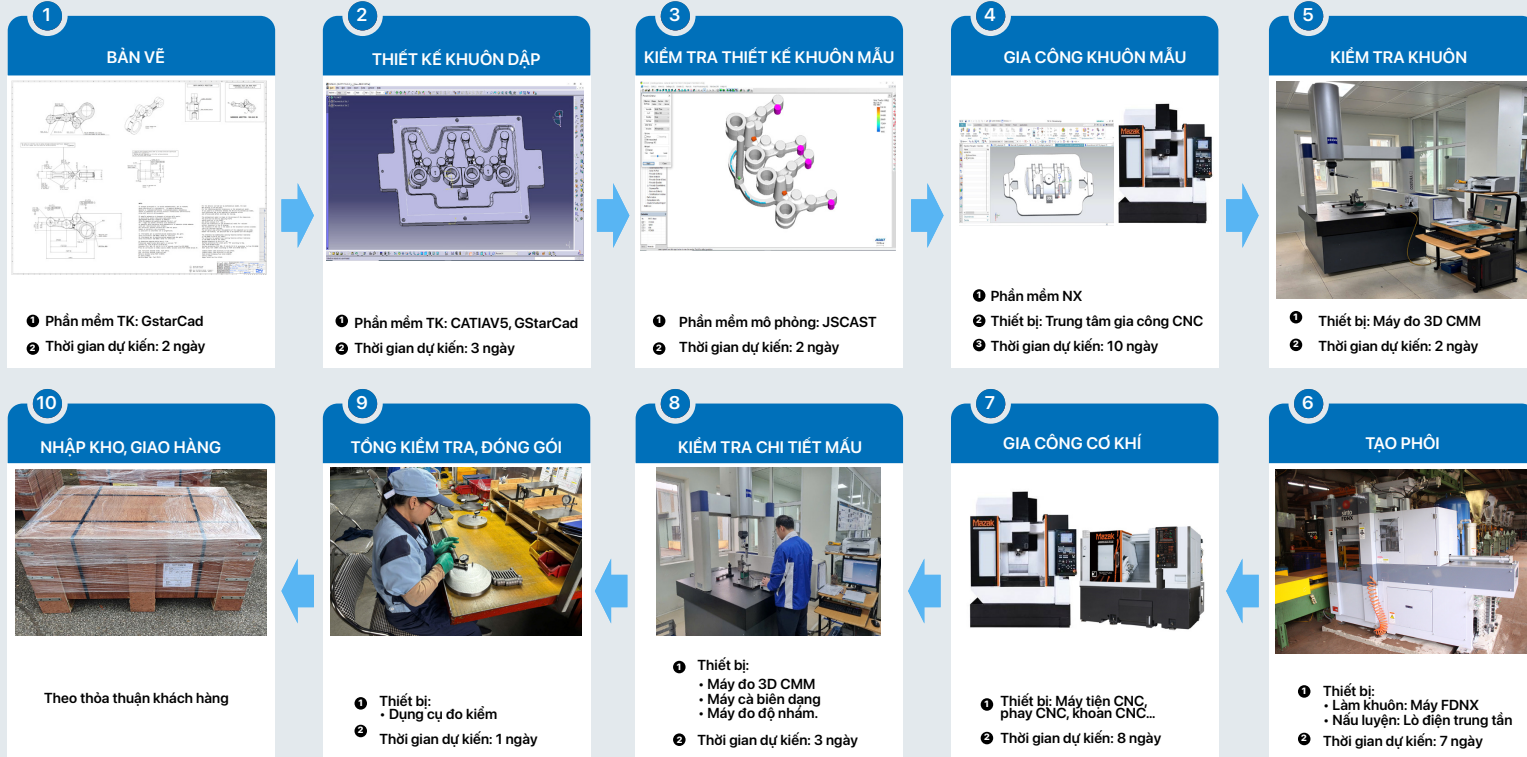 1
BẢN VẼ
❶ Phần mềm TK: GstarCad
❷ Thời gian dự kiến: 2 ngày
2
THIẾT KẾ KHUÔN DẬP
❶ Phần mềm TK: CATIAV5, GStarCad
❷ Thời gian dự kiến: 3 ngày
3
KIỂM TRA THIẾT KẾ KHUÔN MẪU
❶ Phần mềm mô phỏng: JSCAST
❷ Thời gian dự kiến: 2 ngày
4
GIA CÔNG KHUÔN MẪU
Mazak
❶ Phần mềm NX
❷ Thiết bị: Trung tâm gia công CNC
❸ Thời gian dự kiến: 10 ngày
5
KIỂM TRA KHUÔN
❶ Thiết bị: Máy đo 3D CMM
❷ Thời gian dự kiến: 2 ngày
10
NHẬP KHO, GIAO HÀNG
Theo thỏa thuận khách hàng
9
TỔNG KIỂM TRA, ĐÓNG GÓI
❶ Thiết bị:
• Dụng cụ đo kiểm
❷ Thời gian dự kiến: 1 ngày
8
KIỂM TRA CHI TIẾT MẪU
❶ Thiết bị:
• Máy đo 3D CMM
• Máy cà biên dạng
• Máy đo độ nhám.
❷ Thời gian dự kiến: 3 ngày
7
GIA CÔNG CƠ KHÍ
Mazak
Mazak
❶ Thiết bị: Máy tiện CNC,
phay CNC, khoan CNC...
❷ Thời gian dự kiến: 8 ngày
6
TẠO PHÔI
sinto
FDNX
❶ Thiết bị:
• Làm khuôn: Máy FDNX
• Nấu luyện: Lò điện trung tần
❷ Thời gian dự kiến: 7 ngày